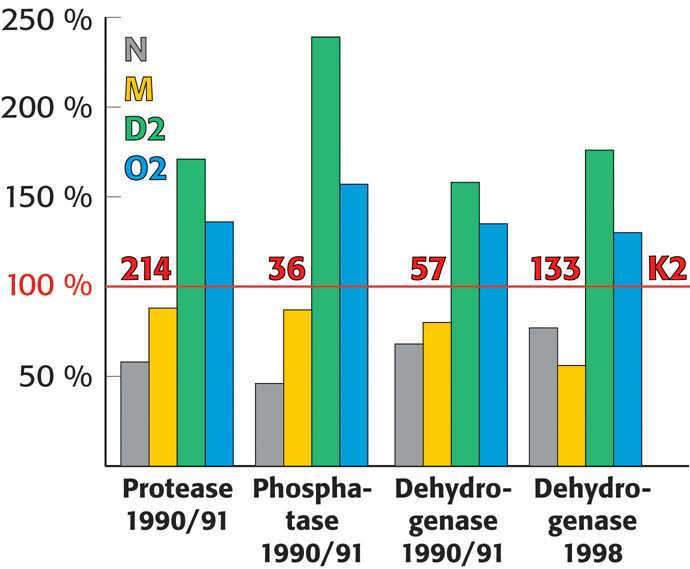 250 %
200 %
150 %
100 %
50 %
N
M
D2
O2
214 36 57 133 K2
Protease
1990/91
Phospha-
tase
1990/91
Dehydro-
genase
1990/91
Dehydro-
genase
1998